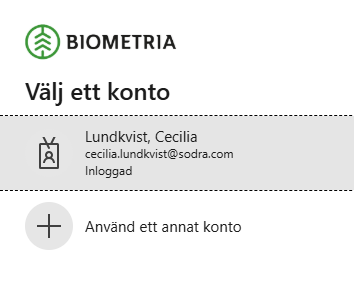 BIOMETRIA
Välj ett konto
Lundkvist, Cecilia
cecilia.lundkvist@sodra.com
Inloggad
Använd ett annat konto